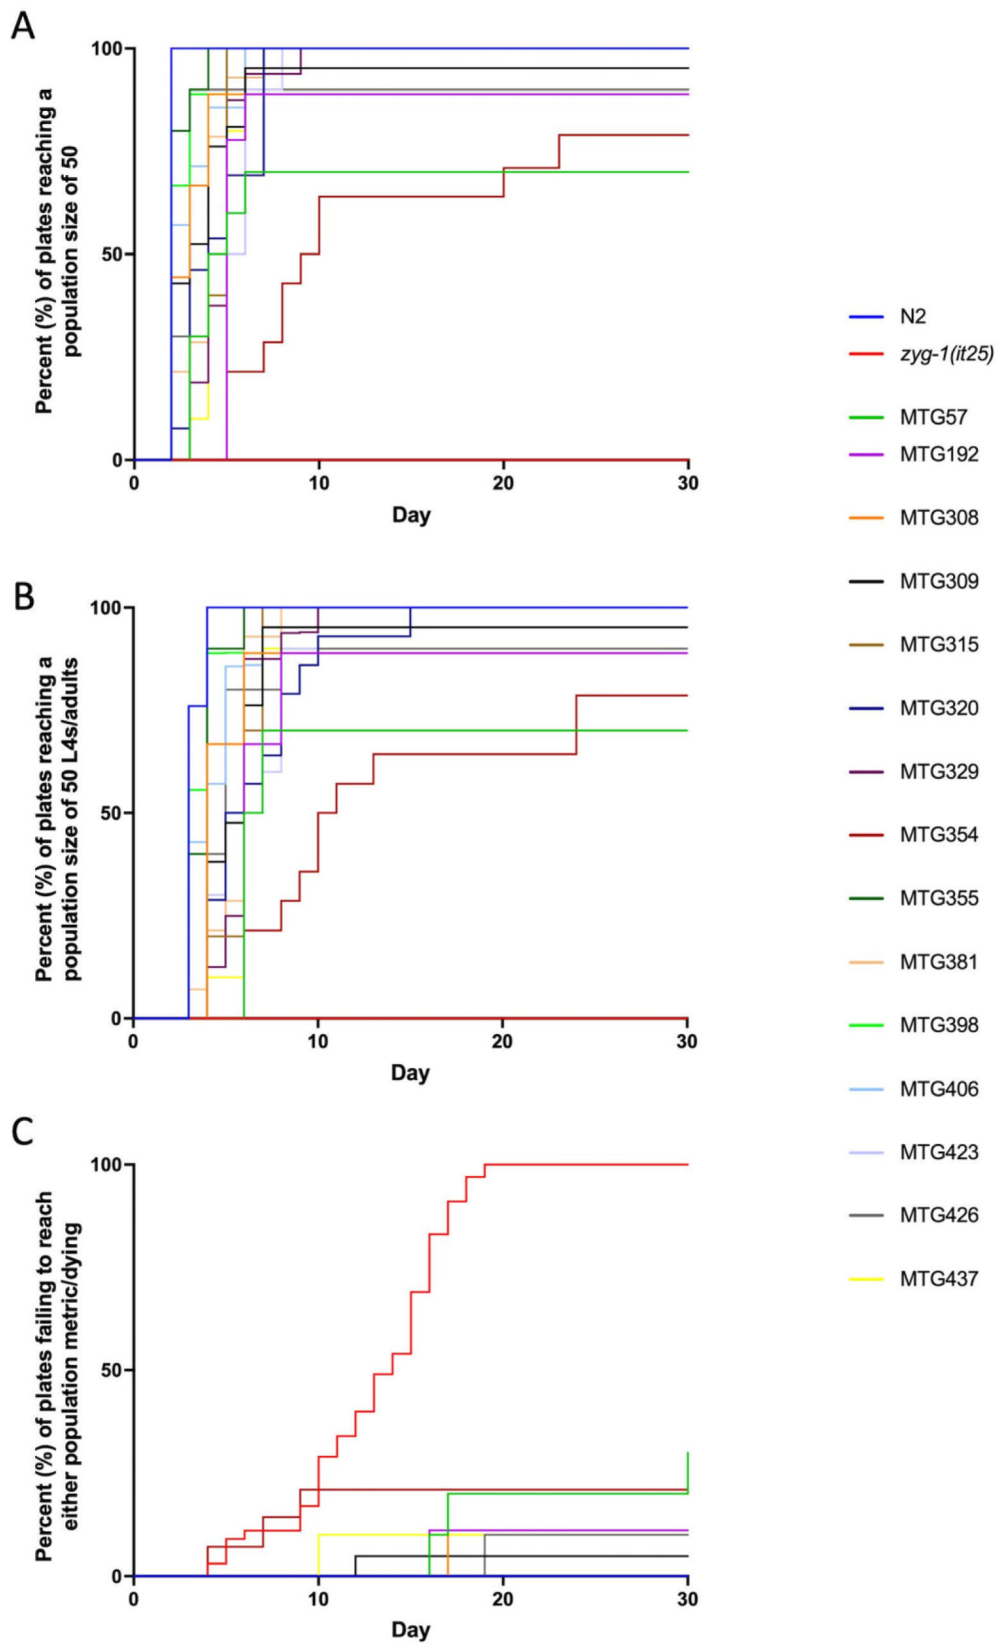 A
Percent (%) of plates reaching a
population size of 50
100
50
0
0 10 20 30
Day
B
Percent (%) of plates reaching a
population size of 50 L4s/adults
100
50
0
0 10 20 30
Day
C
Percent (%) of plates failing to reach
either population metric/dying
100
50
0
0 10 20 30
Day
N2
zyg-1(it25)
MTG57
MTG192
MTG308
MTG309
MTG315
MTG320
MTG329
MTG354
MTG355
MTG381
MTG398
MTG406
MTG423
MTG426
MTG437